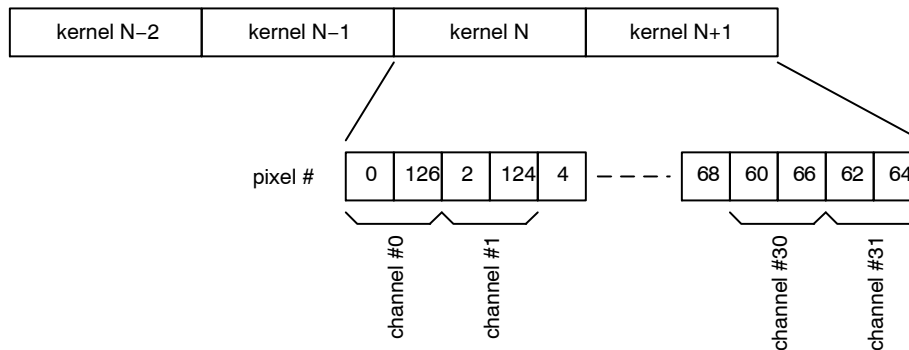 kernel N−2 kernel N−1 kernel N kernel N+1
pixel # 0 126 2 124 4 68 60 66 62 64
channel #0 channel #1 channel #30 channel #31